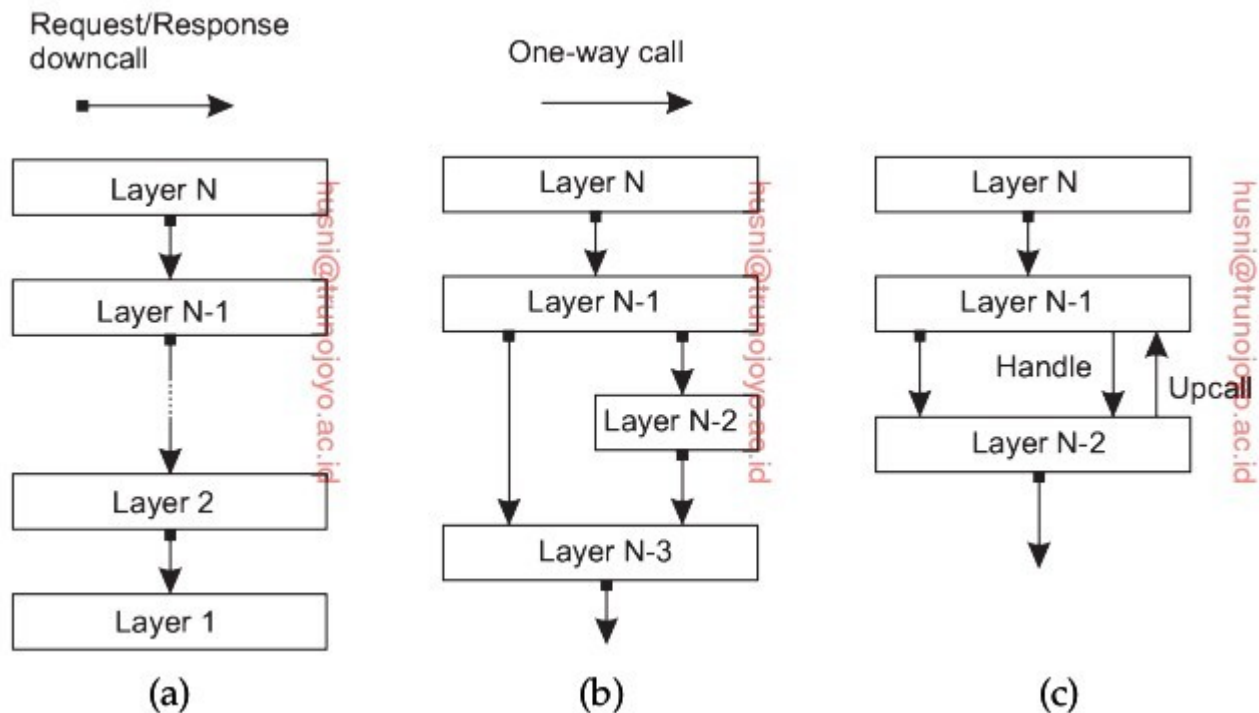 Request/Response
downcall
One-way call
Layer N
Layer N-1
Layer 2
Layer 1
(a)
Layer N
Layer N-1
Layer N-2
Layer N-3
(b)
Layer N
Layer N-1
Handle
Upcall
Layer N-2
(c)
husni@trunojoyo.ac.id
husni@trunojoyo.ac.id
husni@trunojoyo.ac.id